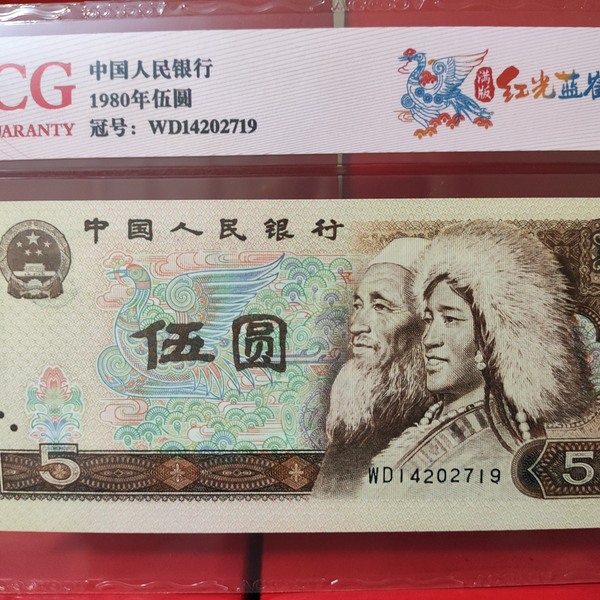 CG
UARANTY
中国人民银行
1980年伍圆
冠号：WD14202719
满版
红光蓝
中国人民银行
伍圆
5
WD14202719
5